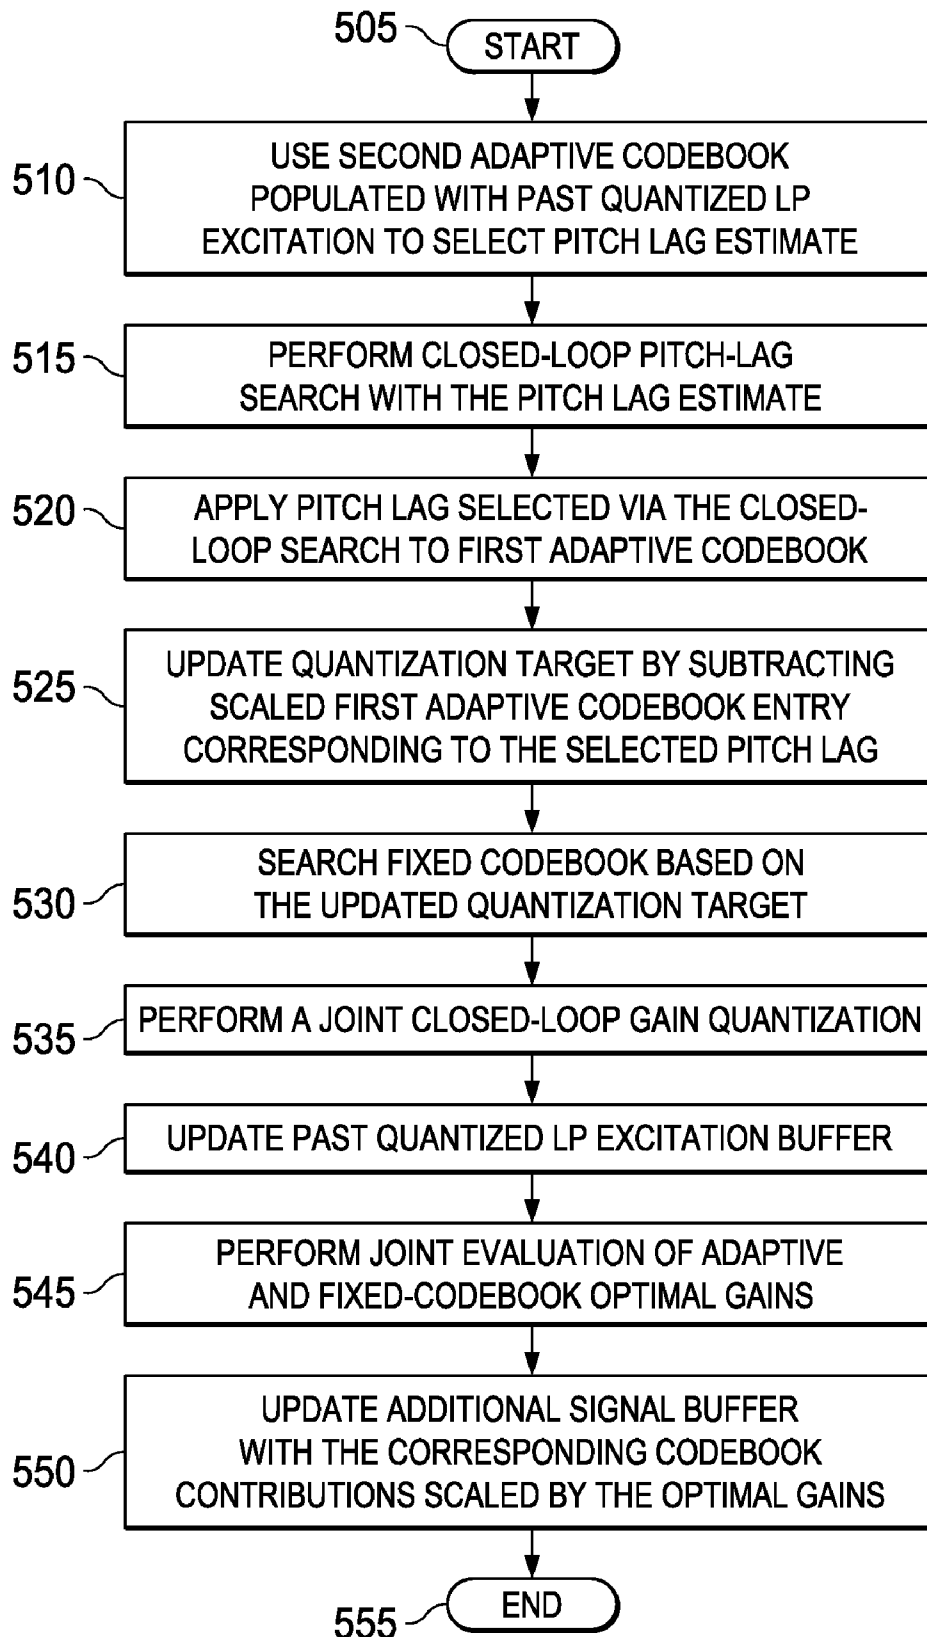 505
START
510
USE SECOND ADAPTIVE CODEBOOK
POPULATED WITH PAST QUANTIZED LP
EXCITATION TO SELECT PITCH LAG ESTIMATE
515
PERFORM CLOSED-LOOP PITCH-LAG
SEARCH WITH THE PITCH LAG ESTIMATE
520
APPLY PITCH LAG SELECTED VIA THE CLOSED-
LOOP SEARCH TO FIRST ADAPTIVE CODEBOOK
525
UPDATE QUANTIZATION TARGET BY SUBTRACTING
SCALED FIRST ADAPTIVE CODEBOOK ENTRY
CORRESPONDING TO THE SELECTED PITCH LAG
530
SEARCH FIXED CODEBOOK BASED ON
THE UPDATED QUANTIZATION TARGET
535
PERFORM A JOINT CLOSED-LOOP GAIN QUANTIZATION
540
UPDATE PAST QUANTIZED LP EXCITATION BUFFER
545
PERFORM JOINT EVALUATION OF ADAPTIVE
AND FIXED-CODEBOOK OPTIMAL GAINS
550
UPDATE ADDITIONAL SIGNAL BUFFER
WITH THE CORRESPONDING CODEBOOK
CONTRIBUTIONS SCALED BY THE OPTIMAL GAINS
555
END